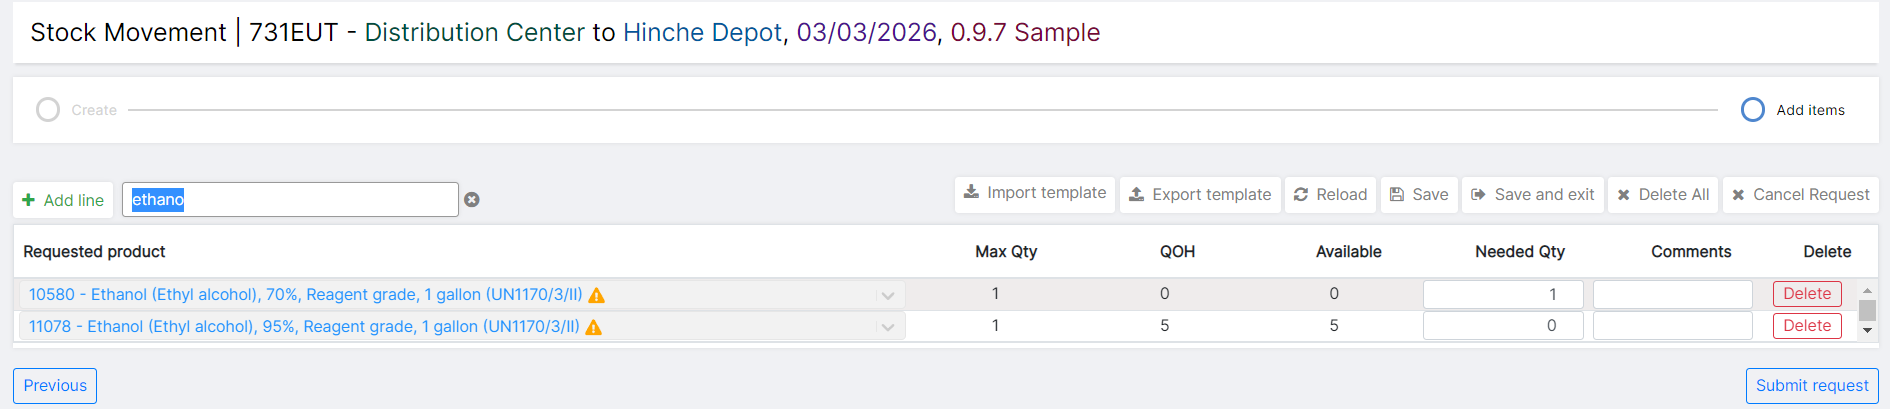 Stock Movement | 731EUT - Distribution Center to Hinche Depot, 03/03/2026, 0.9.7 Sample
Create Add items
Add line ethano Import template Export template Reload Save Save and exit Delete All Cancel Request
Requested product Max Qty QOH Available Needed Qty Comments Delete
10580 - Ethanol (Ethyl alcohol), 70%, Reagent grade, 1 gallon (UN1170/3/II) 1 0 0 1 Delete
11078 - Ethanol (Ethyl alcohol), 95%, Reagent grade, 1 gallon (UN1170/3/II) 1 5 5 0 Delete
Previous Submit request